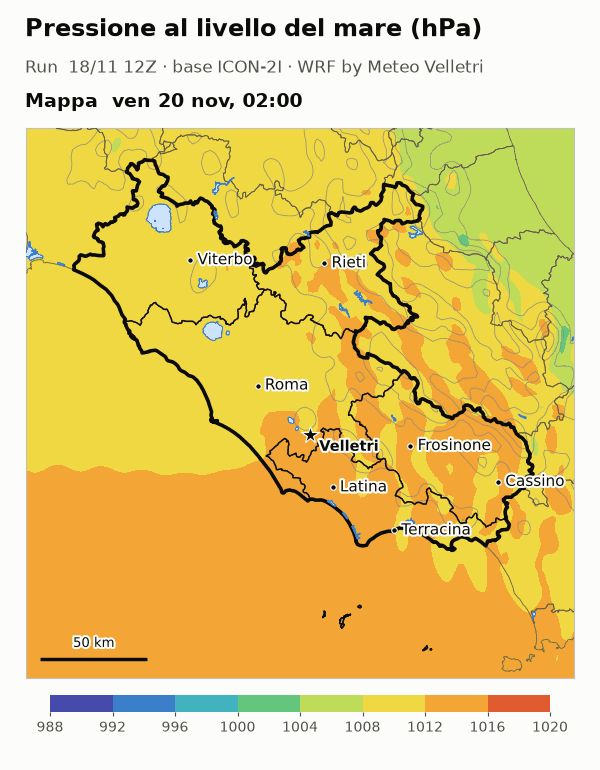 Pressione al livello del mare (hPa)
Run  18/11 12Z · base ICON-2I · WRF by Meteo Velletri
Mappa  ven 20 nov, 02:00
Viterbo
Rieti
Roma
Velletri
Frosinone
Latina
Cassino
Terracina
50 km
988 992 996 1000 1004 1008 1012 1016 1020